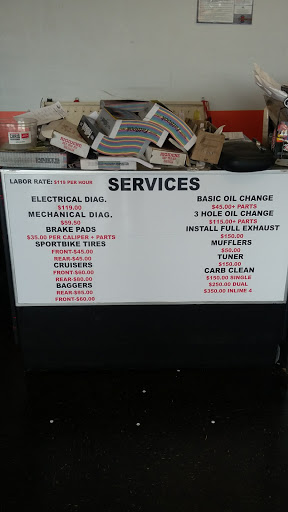 LABOR RATE: $119 PER HOUR
SERVICES
ELECTRICAL DIAG.
$119.00
MECHANICAL DIAG.
$59.50
BRAKE PADS
$35.00 PER CALIPER + PARTS
SPORTBIKE TIRES
FRONT-$45.00
REAR-$45.00
CRUISERS
FRONT-$60.00
REAR-$60.00
BAGGERS
REAR-$95.00
FRONT-$60.00
BASIC OIL CHANGE
$45.00+ PARTS
3 HOLE OIL CHANGE
$115.00+ PARTS
INSTALL FULL EXHAUST
$150.00
MUFFLERS
$50.00
TUNER
$150.00
CARB CLEAN
$150.00 SINGLE
$250.00 DUAL
$350.00 INLINE 4